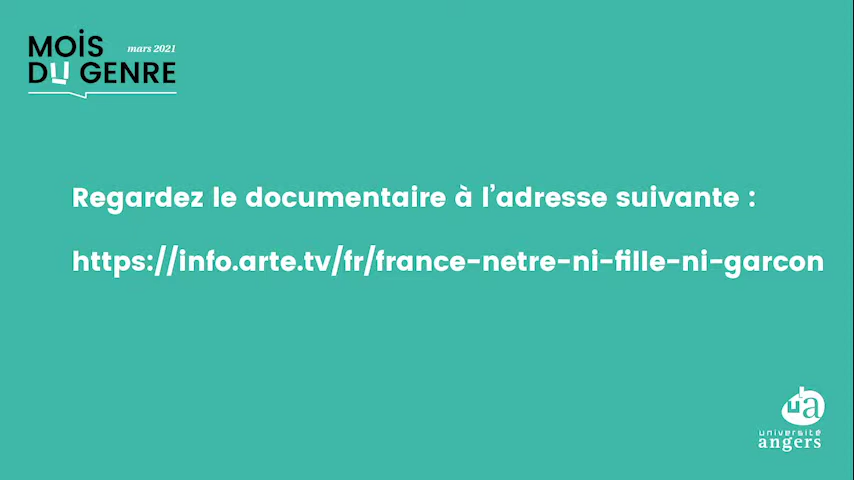 MOIS mars 2021
DU GENRE
Regardez le documentaire à l'adresse suivante :
https://info.arte.tv/fr/france-netre-ni-fille-ni-garcon
ua
université
angers